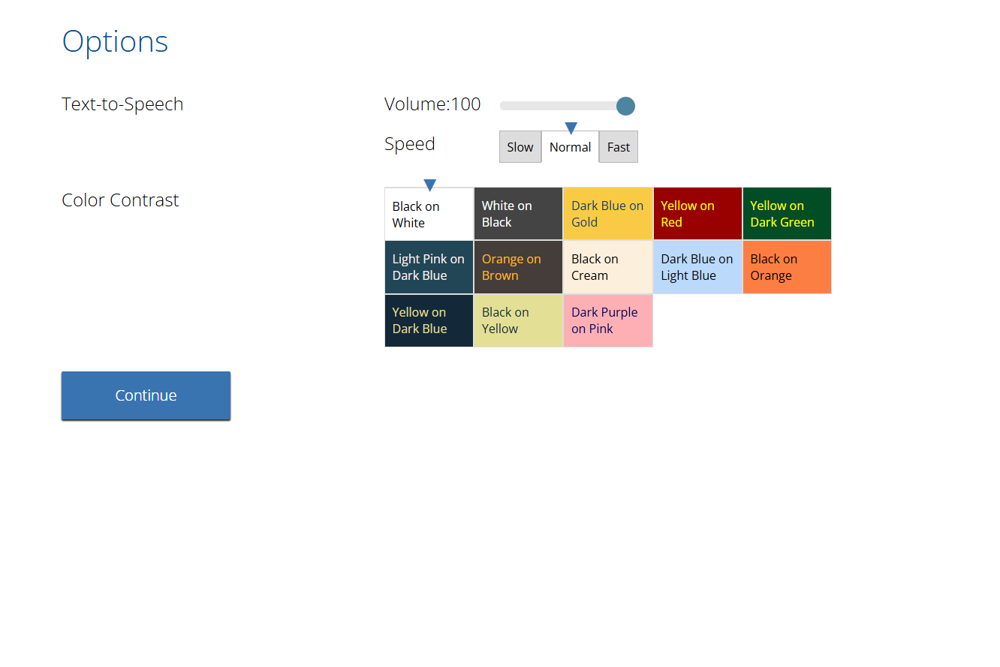 Options
Text-to-Speech
Volume:100
Speed
Slow Normal Fast
Color Contrast
Black on
White
White on
Black
Dark Blue on
Gold
Yellow on
Red
Yellow on
Dark Green
Light Pink on
Dark Blue
Orange on
Brown
Black on
Cream
Dark Blue on
Light Blue
Black on
Orange
Yellow on
Dark Blue
Black on
Yellow
Dark Purple
on Pink
Continue